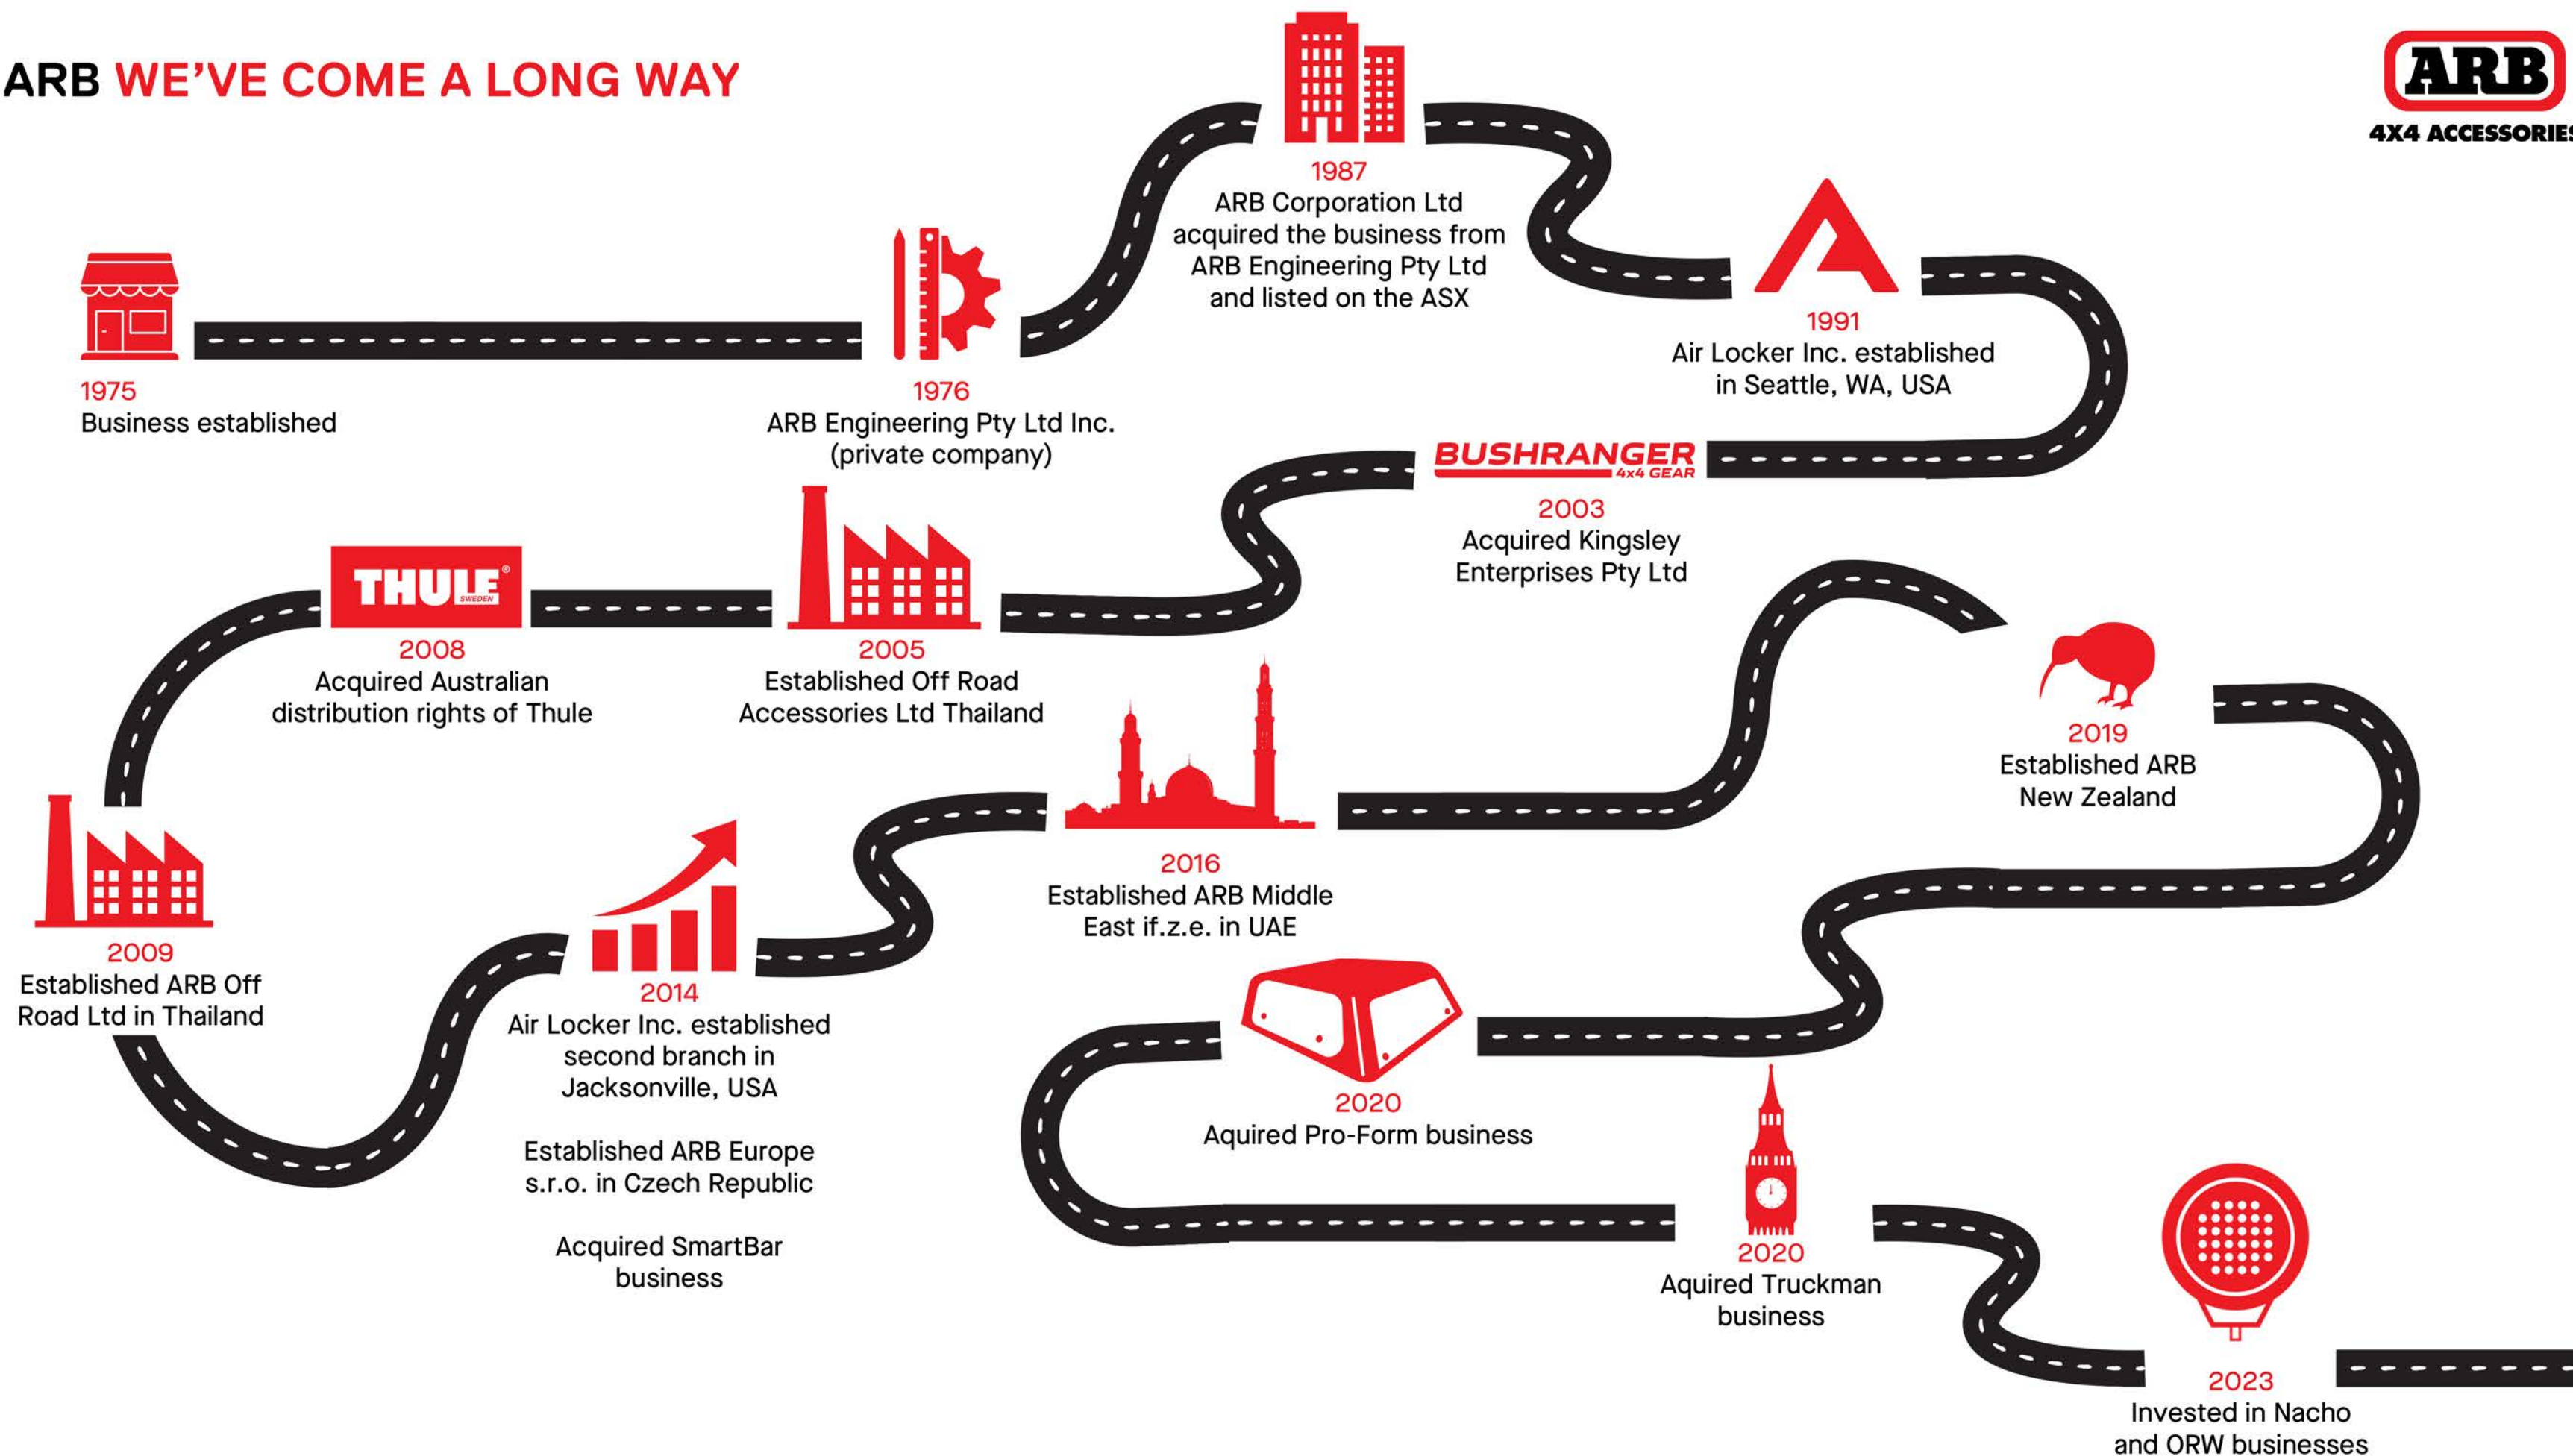 ARB WE'VE COME A LONG WAY
ARB
4X4 ACCESSORIES
1975
Business established
1976
ARB Engineering Pty Ltd Inc.
(private company)
1987
ARB Corporation Ltd
acquired the business from
ARB Engineering Pty Ltd
and listed on the ASX
1991
Air Locker Inc. established
in Seattle, WA, USA
BUSHRANGER
4x4 GEAR
2003
Acquired Kingsley
Enterprises Pty Ltd
2005
Established Off Road
Accessories Ltd Thailand
THULE®
SWEDEN
2008
Acquired Australian
distribution rights of Thule
2009
Established ARB Off
Road Ltd in Thailand
2014
Air Locker Inc. established
second branch in
Jacksonville, USA
Established ARB Europe
s.r.o. in Czech Republic
Acquired SmartBar
business
2016
Established ARB Middle
East if.z.e. in UAE
2019
Established ARB
New Zealand
2020
Aquired Pro-Form business
2020
Aquired Truckman
business
2023
Invested in Nacho
and ORW businesses